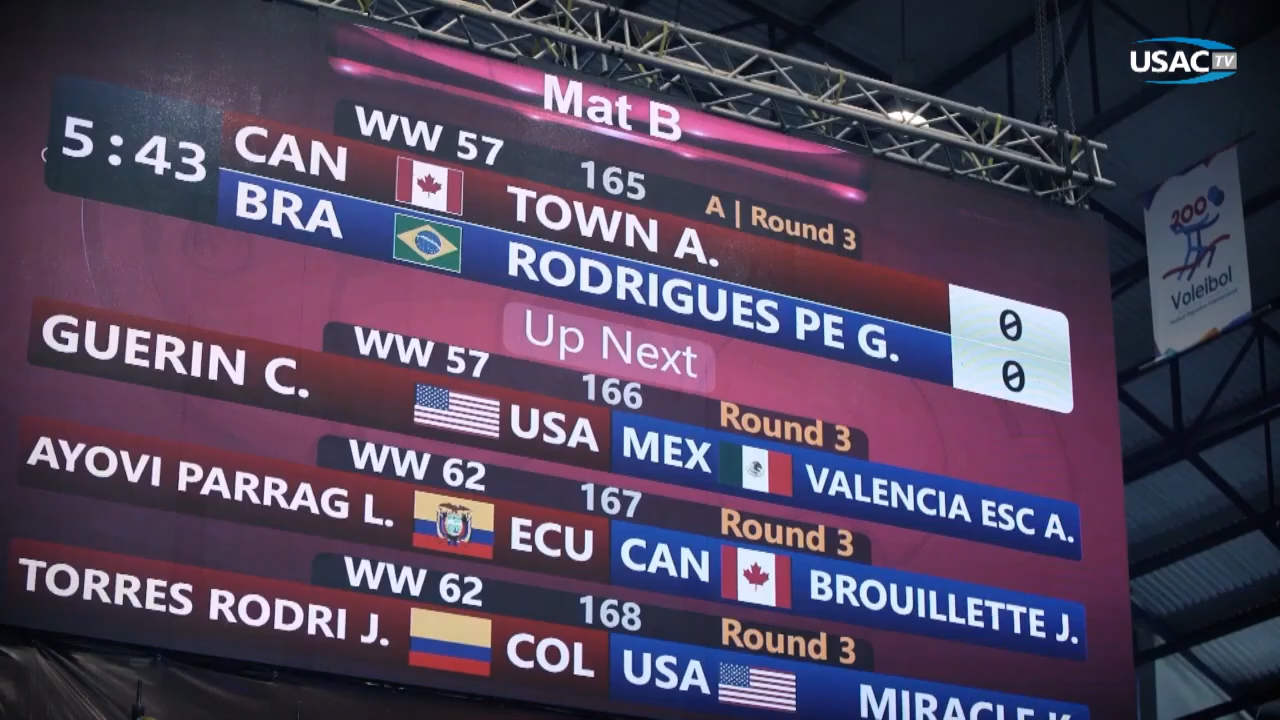 USAC TV
Mat B
WW 57 165 A | Round 3
5:43
CAN TOWN A. 0
BRA RODRIGUES PE G. 0
Up Next
WW 57 166 Round 3
GUERIN C. USA MEX VALENCIA ESC A.
WW 62 167 Round 3
AYOVI PARRAG L. ECU CAN BROUILLETTE J.
WW 62 168 Round 3
TORRES RODRI J. COL USA MIRACLE K
200
Voleibol